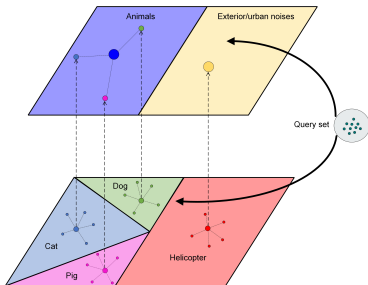 Animals
Exterior/urban noises
Query set
Dog
Cat
Helicopter
Pig